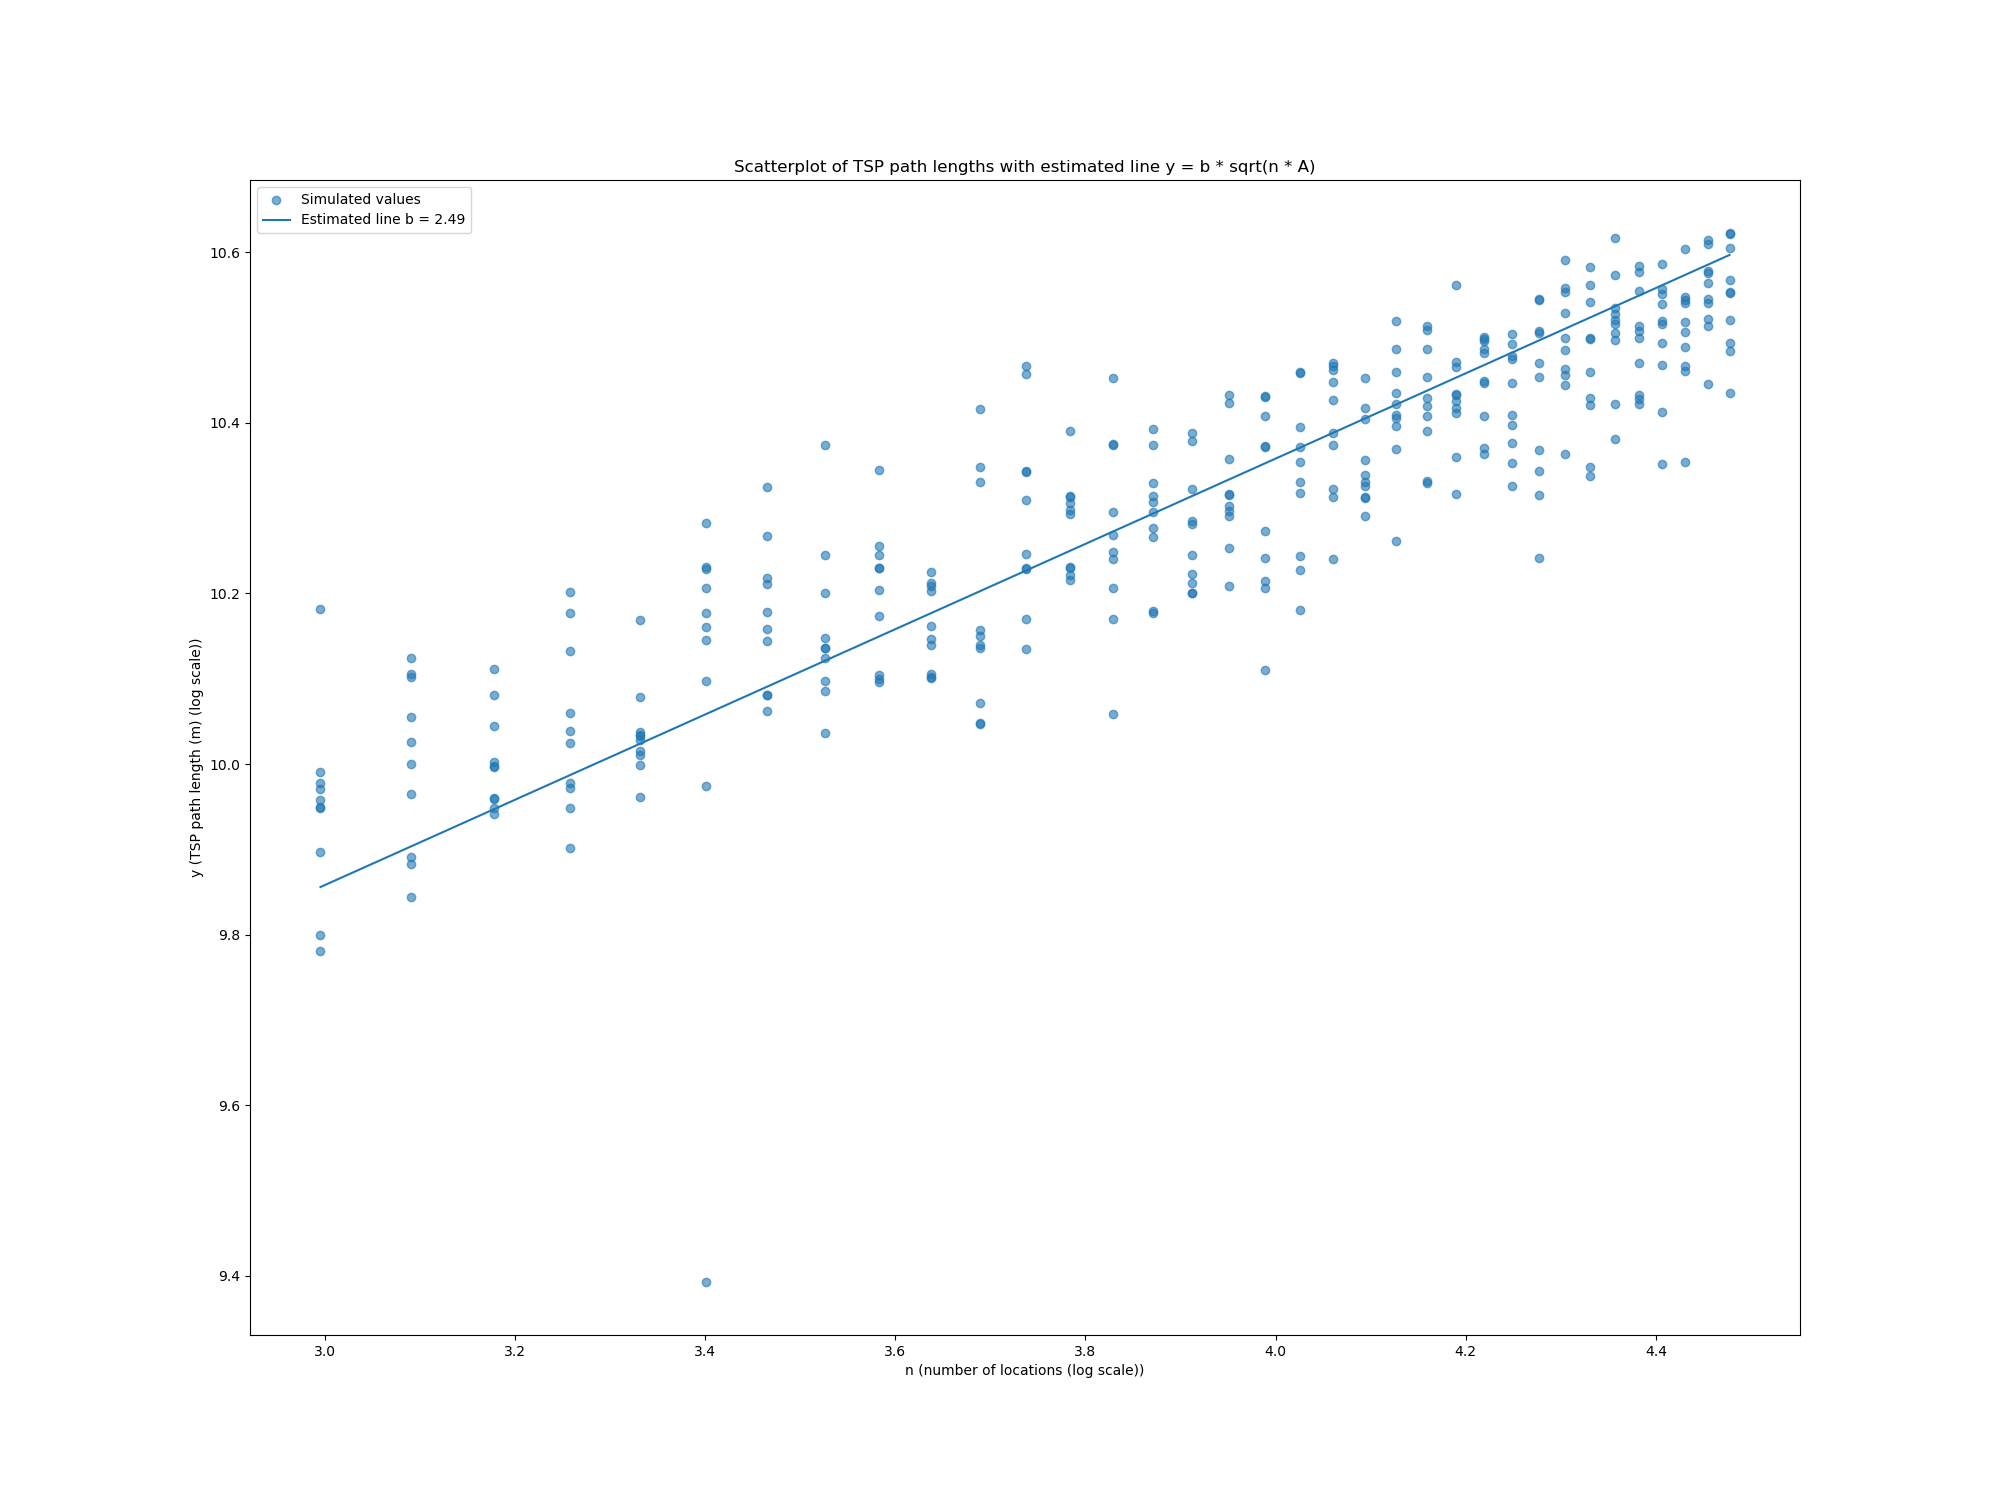 Scatterplot of TSP path lengths with estimated line y = b * sqrt(n * A)
Simulated values
Estimated line b = 2.49
10.6
10.4
10.2
10.0
9.8
9.6
9.4
y (TSP path length (m) (log scale))
3.0 3.2 3.4 3.6 3.8 4.0 4.2 4.4
n (number of locations (log scale))